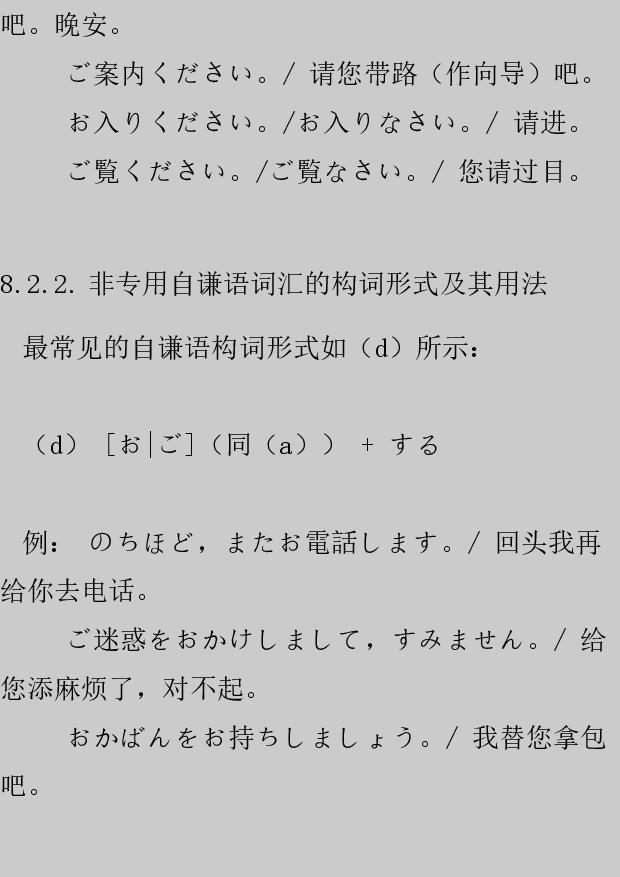 吧。晚安。
ご案内ください。/ 请您带路（作向导）吧。
お入りください。/お入りなさい。/ 请进。
ご覧ください。/ご覧なさい。/ 您请过目。
8.2.2. 非专用自谦语词汇的构词形式及其用法
最常见的自谦语构词形式如（d）所示：
（d） [お|ご]（同（a）） + する
例： のちほど，またお電話します。/ 回头我再
给你去电话。
ご迷惑をおかけしまして，すみません。/ 给
您添麻烦了，对不起。
おかばんをお持ちしましょう。/ 我替您拿包
吧。